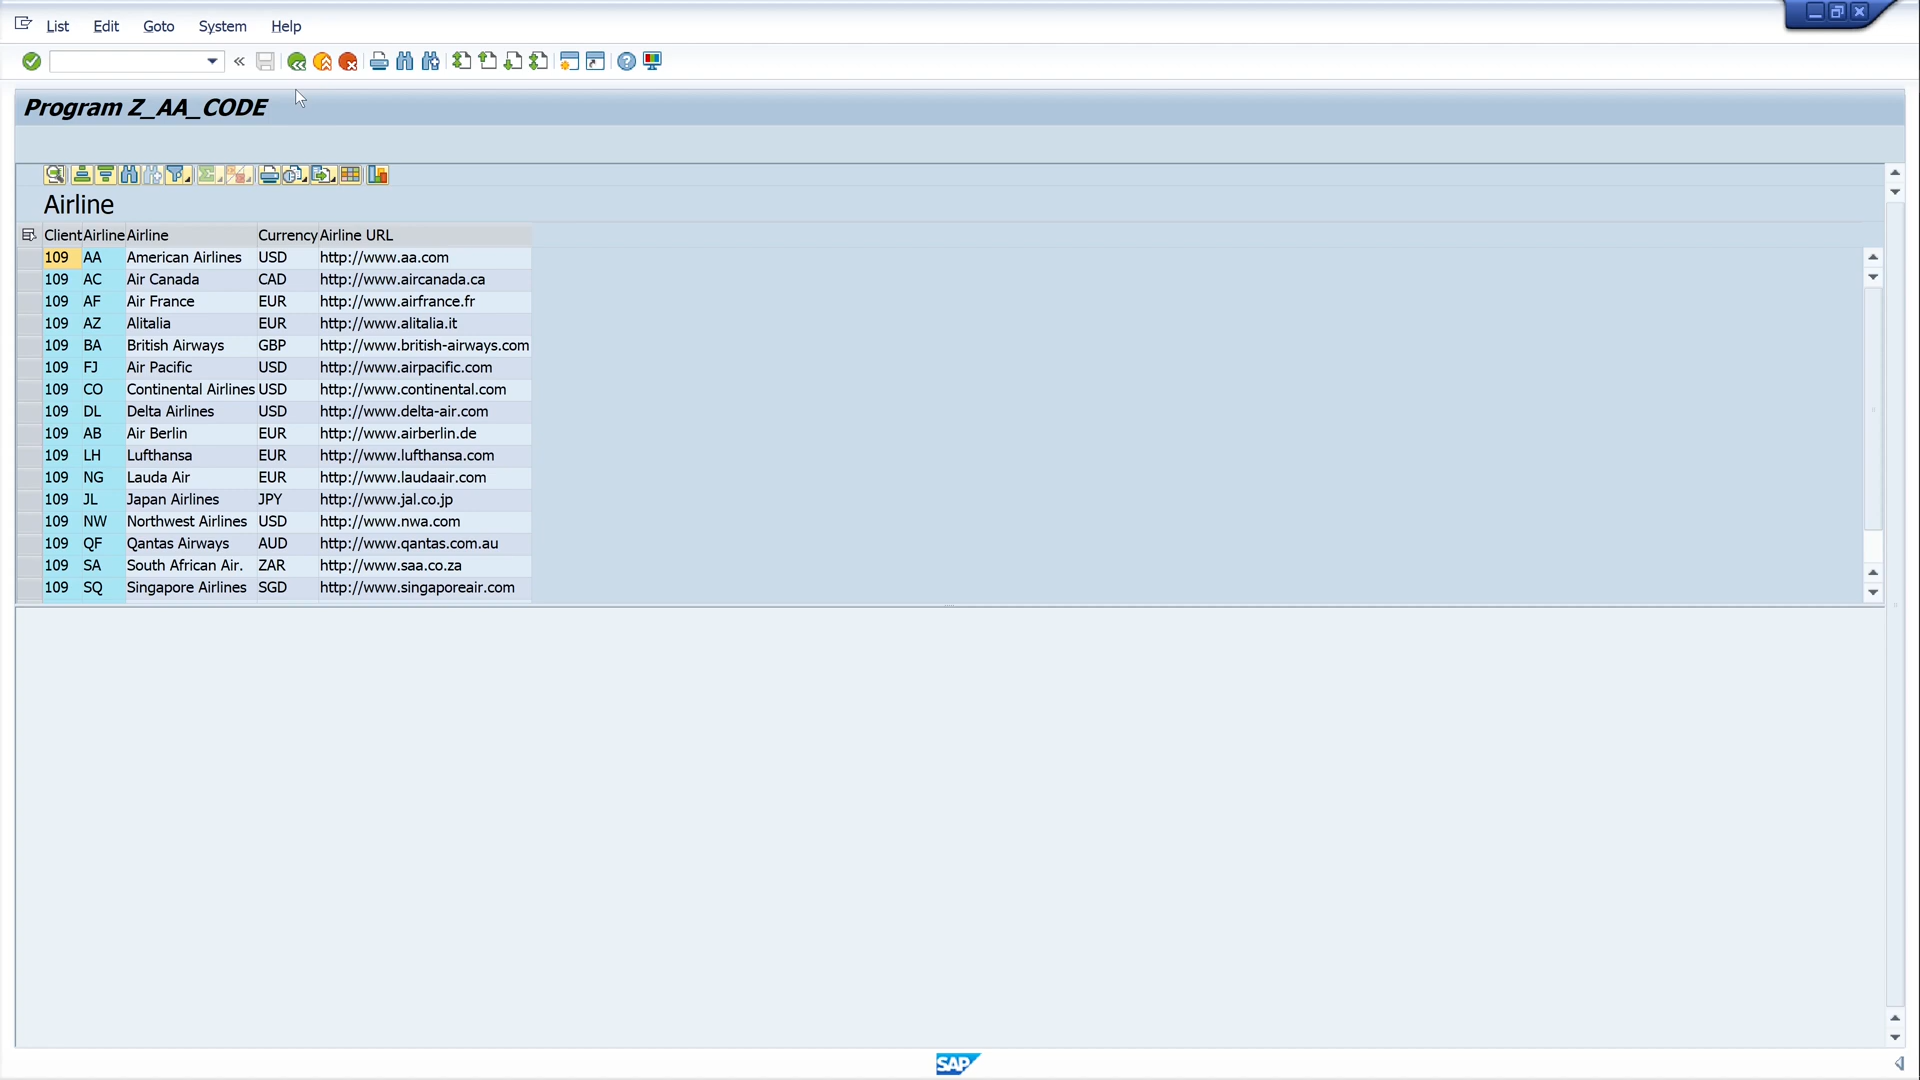 List Edit Goto System Help
Program Z_AA_CODE
Airline
Client Airline Airline Currency Airline URL
109 AA American Airlines USD http://www.aa.com
109 AC Air Canada CAD http://www.aircanada.ca
109 AF Air France EUR http://www.airfrance.fr
109 AZ Alitalia EUR http://www.alitalia.it
109 BA British Airways GBP http://www.british-airways.com
109 FJ Air Pacific USD http://www.airpacific.com
109 CO Continental Airlines USD http://www.continental.com
109 DL Delta Airlines USD http://www.delta-air.com
109 AB Air Berlin EUR http://www.airberlin.de
109 LH Lufthansa EUR http://www.lufthansa.com
109 NG Lauda Air EUR http://www.laudaair.com
109 JL Japan Airlines JPY http://www.jal.co.jp
109 NW Northwest Airlines USD http://www.nwa.com
109 QF Qantas Airways AUD http://www.qantas.com.au
109 SA South African Air. ZAR http://www.saa.co.za
109 SQ Singapore Airlines SGD http://www.singaporeair.com
SAP